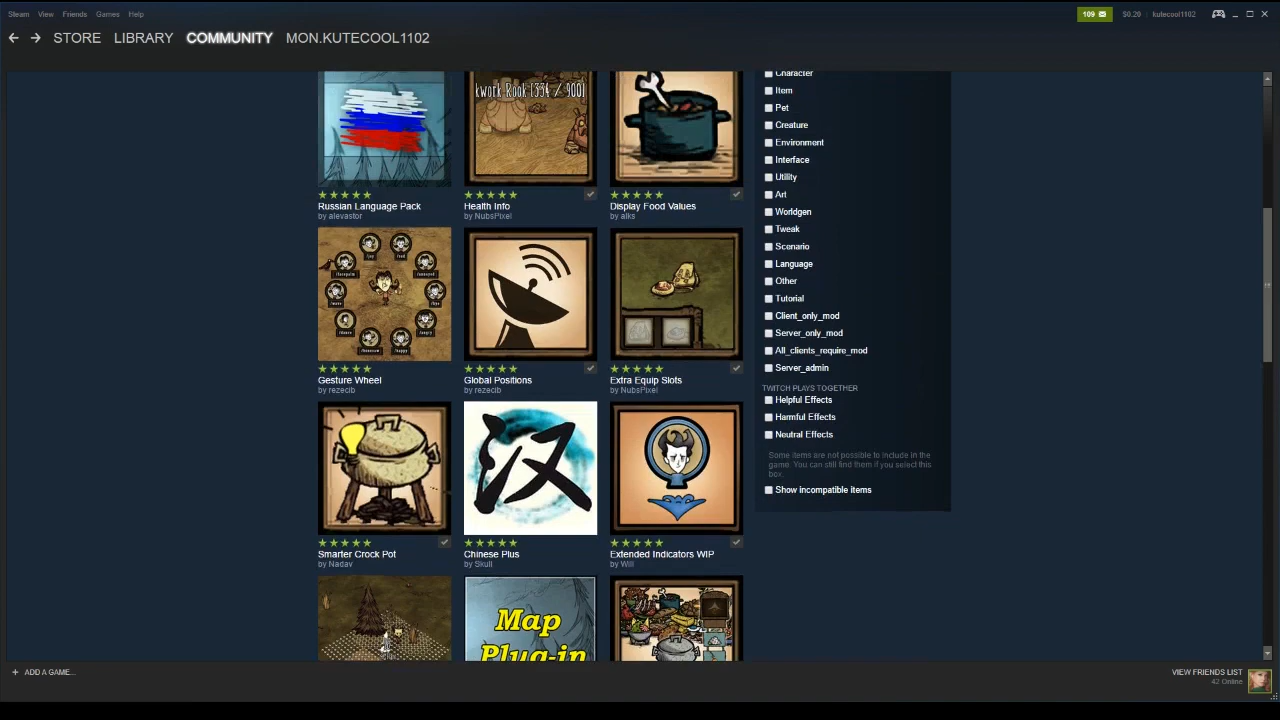 Steam View Friends Games Help
109 $0.20 kutecool1102
STORE LIBRARY COMMUNITY MON.KUTECOOL1102
Character
Item
Pet
Creature
Environment
Interface
Utility
Art
Worldgen
Tweak
Scenario
Language
Other
Tutorial
Client_only_mod
Server_only_mod
All_clients_require_mod
Server_admin
TWITCH PLAYS TOGETHER
Helpful Effects
Harmful Effects
Neutral Effects
Some items are not possible to include in the
game. You can still find them if you select this
box.
Show incompatible items
kwork Rook [334 / 900]
Russian Language Pack
by alevastor
Health Info
by NubsPixel
Display Food Values
by alks
Gesture Wheel
by rezecib
Global Positions
by rezecib
Extra Equip Slots
by NubsPixel
汉
Smarter Crock Pot
by Nadav
Chinese Plus
by Skull
Extended Indicators WIP
by Will
Map
Plug-in
+ ADD A GAME...
VIEW FRIENDS LIST
42 Online